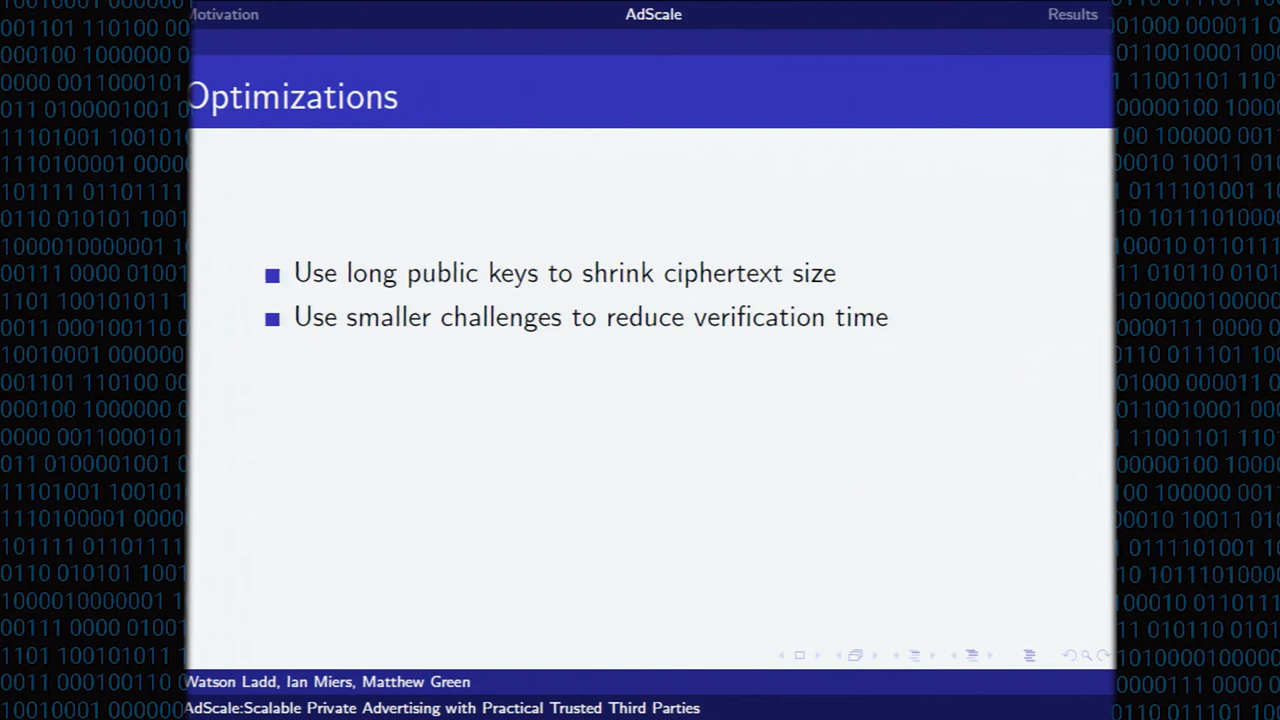 Motivation
AdScale
Results
Optimizations
Use long public keys to shrink ciphertext size
Use smaller challenges to reduce verification time
Watson Ladd, Ian Miers, Matthew Green
AdScale:Scalable Private Advertising with Practical Trusted Third Parties